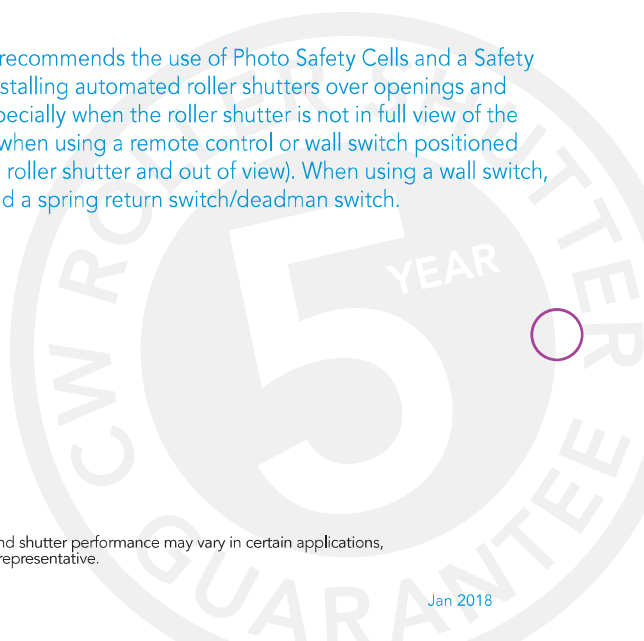 recommends the use of Photo Safety Cells and a Safety
stalling automated roller shutters over openings and
pecially when the roller shutter is not in full view of the
when using a remote control or wall switch positioned
roller shutter and out of view). When using a wall switch,
d a spring return switch/deadman switch.
CW ROLLER SHUTTER
5
YEAR
GUARANTEE
nd shutter performance may vary in certain applications,
representative.
Jan 2018